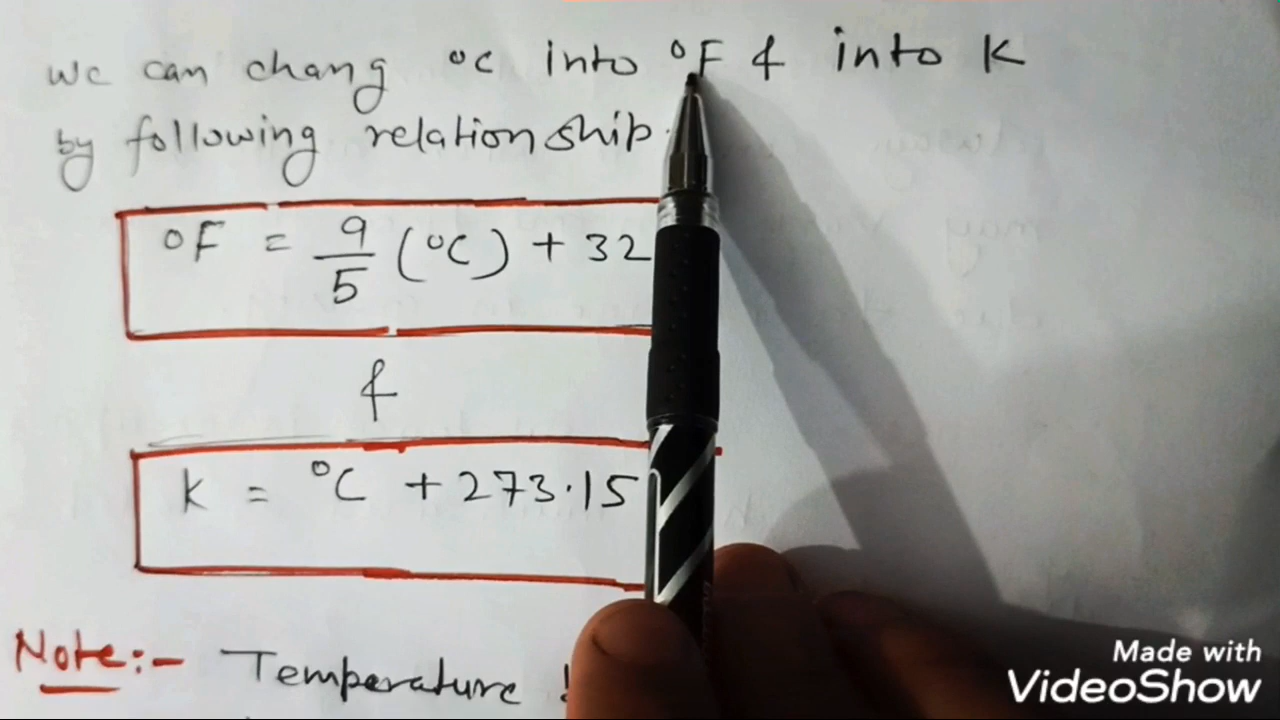 We can chang °C into °F & into K
by following relationship.
°F = 9/5 (°C) + 32
&
K = °C + 273.15
Note:- Temperature
Made with
VideoShow